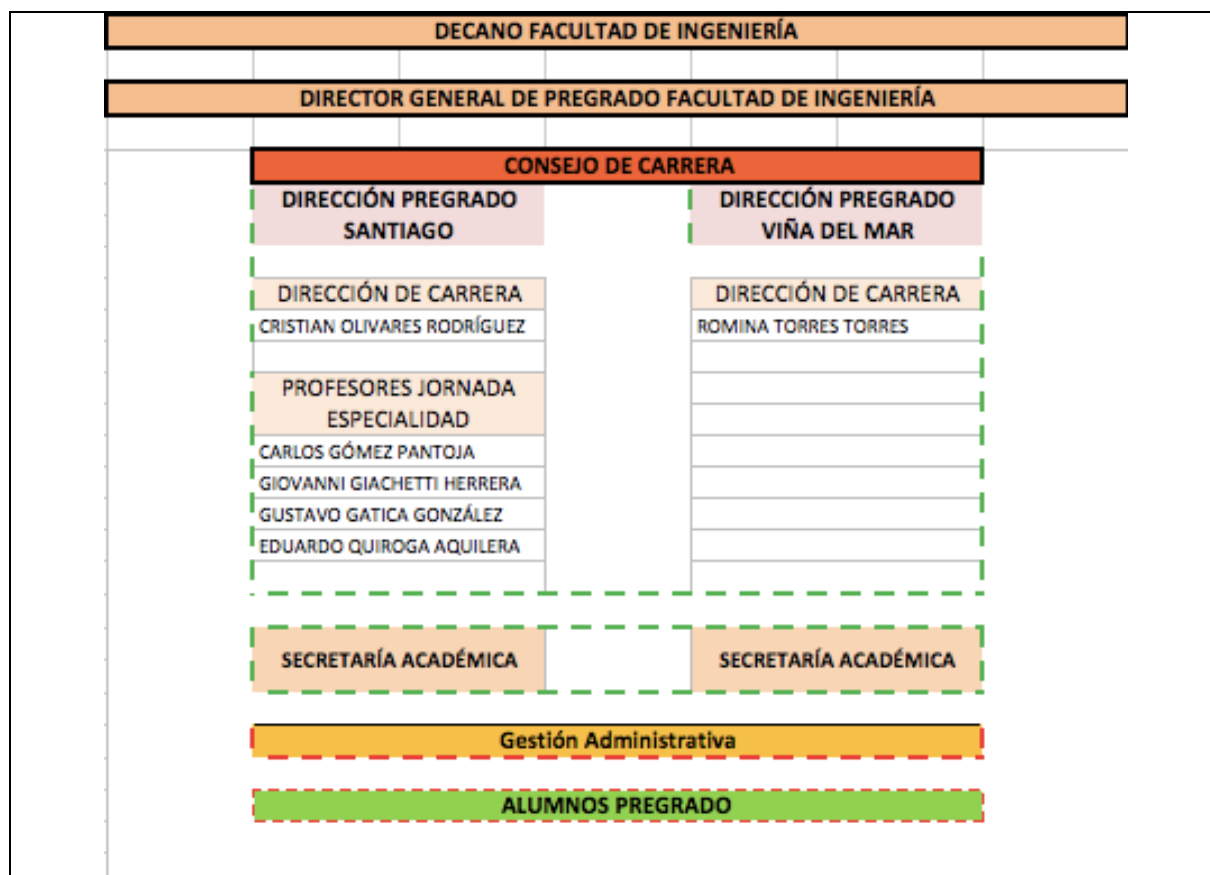 DECANO FACULTAD DE INGENIERÍA
DIRECTOR GENERAL DE PREGRADO FACULTAD DE INGENIERÍA
CONSEJO DE CARRERA
DIRECCIÓN PREGRADO
SANTIAGO
DIRECCIÓN DE CARRERA
CRISTIAN OLIVARES RODRÍGUEZ
PROFESORES JORNADA
ESPECIALIDAD
CARLOS GÓMEZ PANTOJA
GIOVANNI GIACHETTI HERRERA
GUSTAVO GATICA GONZÁLEZ
EDUARDO QUIROGA AQUILERA
SECRETARÍA ACADÉMICA
DIRECCIÓN PREGRADO
VIÑA DEL MAR
DIRECCIÓN DE CARRERA
ROMINA TORRES TORRES
SECRETARÍA ACADÉMICA
Gestión Administrativa
ALUMNOS PREGRADO